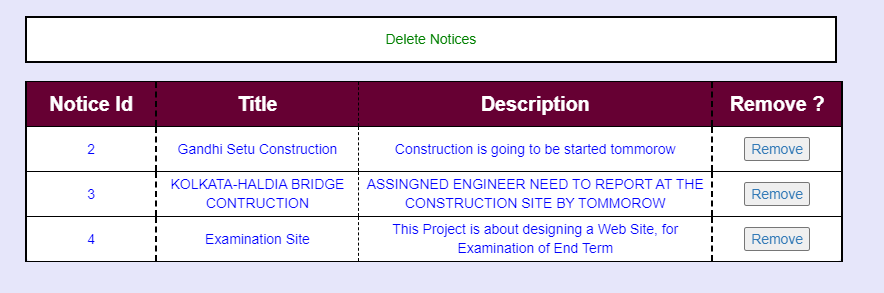 Delete Notices
Notice Id Title Description Remove ?
2 Gandhi Setu Construction Construction is going to be started tommorow Remove
3 KOLKATA-HALDIA BRIDGE CONTRUCTION ASSINGNED ENGINEER NEED TO REPORT AT THE CONSTRUCTION SITE BY TOMMOROW Remove
4 Examination Site This Project is about designing a Web Site, for Examination of End Term Remove